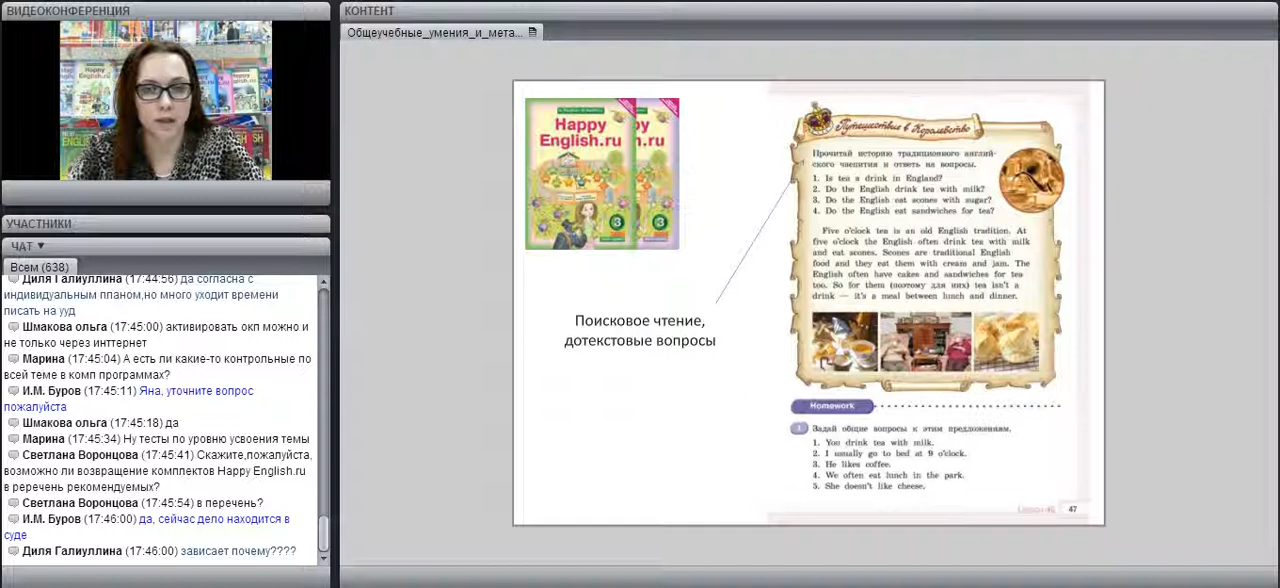 ВИДЕОКОНФЕРЕНЦИЯ
УЧАСТНИКИ
ЧАТ
Всем (638)
Диля Галиуллина (17:44:56) да согласна с
индивидуальным ппаном,но много уходит времени
писать на ууд
Шмакова ольга (17:45:00) активировать окп можно и
не только через инттернет
Марина (17:45:04) А есть ли какие-то контрольные по
всей теме в комп программах?
И.М. Буров (17:45:11) Яна, уточните вопрос
пожалуйста
Шмакова ольга (17:45:18) да
Марина (17:45:34) Ну тесты по уровню усвоения темы
Светлана Воронцова (17:45:41) Скажите,пожалуйста,
возможно ли возвращение комплектов Happy English.ru
в реречень рекомендуемых?
Светлана Воронцова (17:45:54) в перечень?
И.М. Буров (17:46:00) да, сейчас дело находится в
суде
Диля Галиуллина (17:46:00) зависает почему????
КОНТЕНТ
Общеучебные_умения_и_мета...
Happy
English.ru
3
3
Поисковое чтение,
дотекстовые вопросы
Путешествие в Королевство
Прочитай историю традиционного англий-
ского чаепития и ответь на вопросы.
1. Is tea a drink in England?
2. Do the English drink tea with milk?
3. Do the English eat scones with sugar?
4. Do the English eat sandwiches for tea?
Five o'clock tea is an old English tradition. At
five o'clock the English often drink tea with milk
and eat scones. Scones are traditional English
food and they eat them with cream and jam. The
English often have cakes and sandwiches for tea
too. So for them (поэтому для них) tea isn't a
drink — it's a meal between lunch and dinner.
Homework
1 Задай общие вопросы к этим предложениям.
1. You drink tea with milk.
2. I usually go to bed at 9 o'clock.
3. He likes coffee.
4. We often eat lunch in the park.
5. She doesn't like cheese.
47